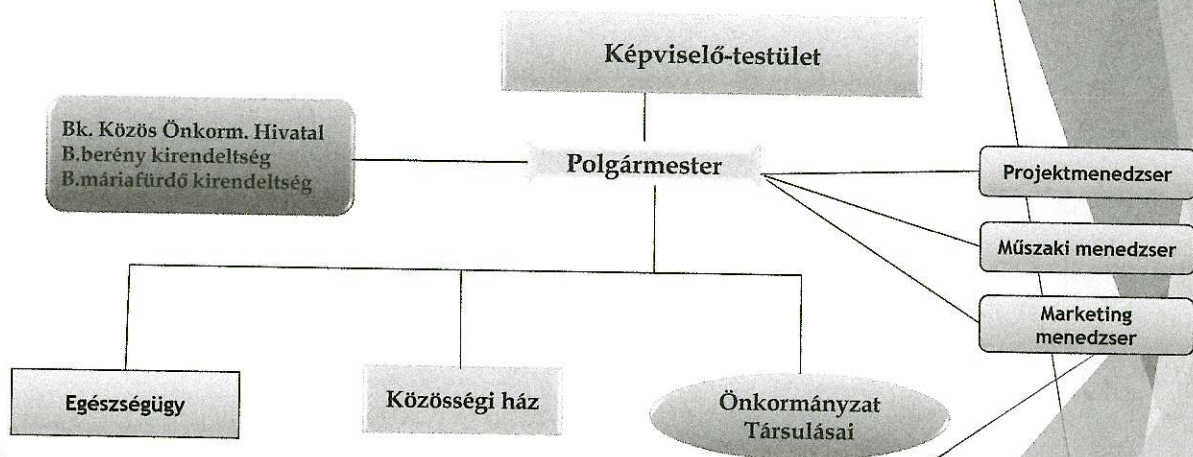 Képviselő-testület
Bk. Közös Önkorm. Hivatal
B.berény kirendeltség
B.máriafürdő kirendeltség
Polgármester
Projektmenedzser
Műszaki menedzser
Marketing
menedzser
Egészségügy
Közösségi ház
Önkormányzat
Társulásai